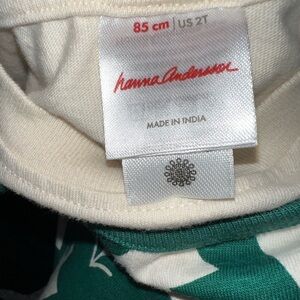 85 cm | US 2T
hanna andersson
MADE IN INDIA